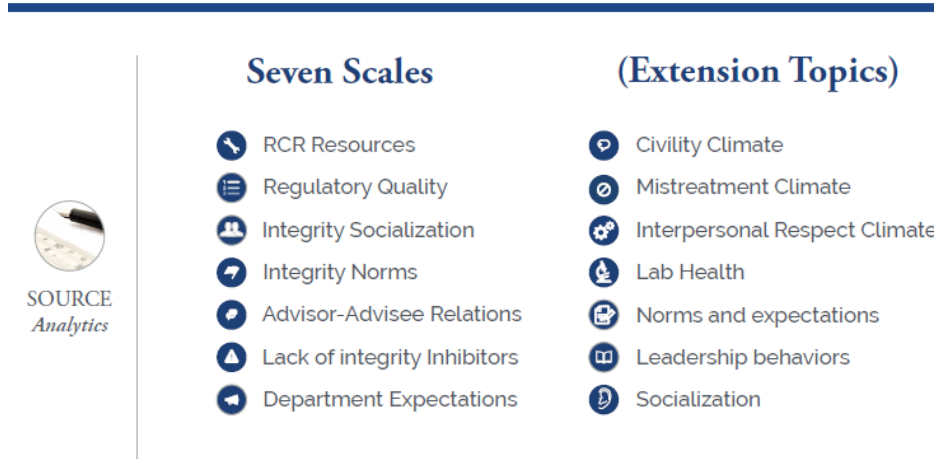 Seven Scales
(Extension Topics)
RCR Resources
Regulatory Quality
Integrity Socialization
Integrity Norms
Advisor-Advisee Relations
Lack of integrity Inhibitors
Department Expectations
Civility Climate
Mistreatment Climate
Interpersonal Respect Climate
Lab Health
Norms and expectations
Leadership behaviors
Socialization
SOURCE
Analytics